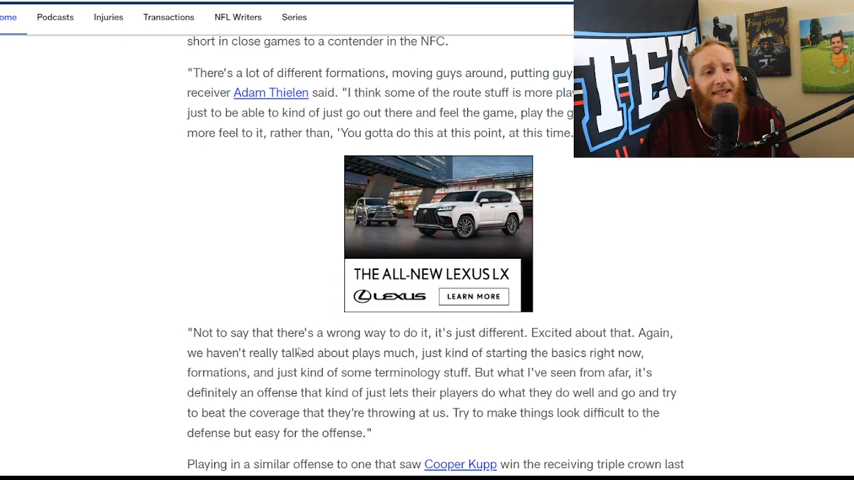 ome Podcasts Injuries Transactions NFL Writers Series
short in close games to a contender in the NFC.
"There's a lot of different formations, moving guys around, putting guy
receiver Adam Thielen said. "I think some of the route stuff is more pla
just to be able to kind of just go out there and feel the game, play the g
more feel to it, rather than, 'You gotta do this at this point, at this time.
THE ALL-NEW LEXUS LX
LEXUS LEARN MORE
"Not to say that there's a wrong way to do it, it's just different. Excited about that. Again,
we haven't really talked about plays much, just kind of starting the basics right now,
formations, and just kind of some terminology stuff. But what I've seen from afar, it's
definitely an offense that kind of just lets their players do what they do well and go and try
to beat the coverage that they're throwing at us. Try to make things look difficult to the
defense but easy for the offense."
Playing in a similar offense to one that saw Cooper Kupp win the receiving triple crown last